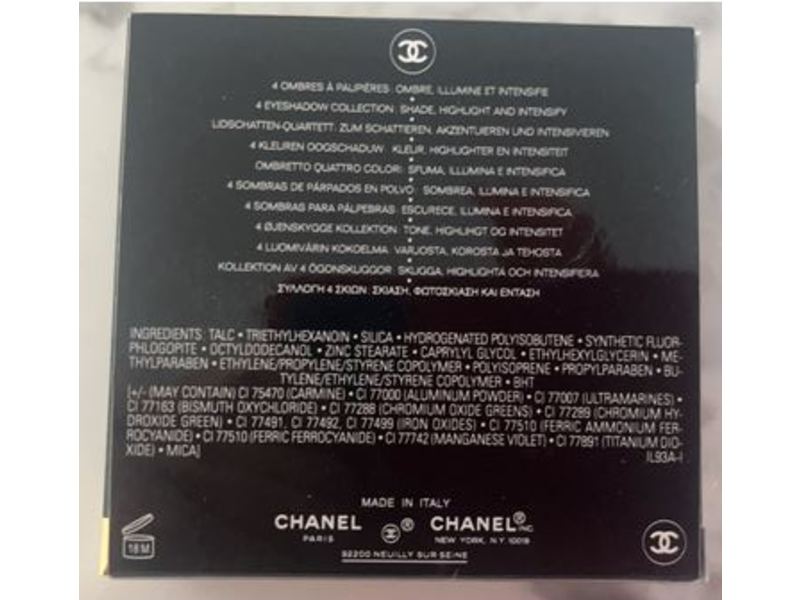 4 OMBRES À PAUPIÈRES: OMBRE, ILLUMINE ET INTENSIFIE
4 EYESHADOW COLLECTION: SHADE, HIGHLIGHT AND INTENSIFY
LIDSCHATTEN-QUARTETT: ZUM SCHATTIEREN, AKZENTUIEREN UND INTENSIVIEREN
4 KLEUREN OOGSCHADUW: KLEUR, HIGHLIGHTER EN INTENSITEIT
OMBRETTO QUATTRO COLORI: SFUMA, ILLUMINA E INTENSIFICA
4 SOMBRAS DE PÁRPADOS EN POLVO: SOMBREA, ILUMINA E INTENSIFICA
4 SOMBRAS PARA PÁLPEBRAS: ESCURECE, ILUMINA E INTENSIFICA
4 ØJENSKYGGE KOLLEKTION: TONE, HIGHLIHGT OG INTENSITET
4 LUOMIVÄRIN KOKOELMA: VARJOSTA, KOROSTA JA TEHOSTA
KOLLEKTION AV 4 ÖGONSKUGGOR: SKUGGA, HIGHLIGHTA OCH INTENSIFIERA
ΣΥΛΛΟΓΗ 4 ΣΚΙΩΝ: ΣΚΙΑΣΗ, ΦΩΤΟΣΚΙΑΣΗ ΚΑΙ ΕΝΤΑΣΗ
INGREDIENTS: TALC • TRIETHYLHEXANOIN • SILICA • HYDROGENATED POLYISOBUTENE • SYNTHETIC FLUOR-
PHLOGOPITE • OCTYLDODECANOL • ZINC STEARATE • CAPRYLYL GLYCOL • ETHYLHEXYLGLYCERIN • ME-
THYLPARABEN • ETHYLENE/PROPYLENE/STYRENE COPOLYMER • POLYISOPRENE • PROPYLPARABEN • BU-
TYLENE/ETHYLENE/STYRENE COPOLYMER • BHT
[+/- (MAY CONTAIN) CI 75470 (CARMINE) • CI 77000 (ALUMINUM POWDER) • CI 77007 (ULTRAMARINES) •
CI 77163 (BISMUTH OXYCHLORIDE) • CI 77288 (CHROMIUM OXIDE GREENS) • CI 77289 (CHROMIUM HY-
DROXIDE GREEN) • CI 77491, CI 77492, CI 77499 (IRON OXIDES) • CI 77510 (FERRIC AMMONIUM FER-
ROCYANIDE) • CI 77510 (FERRIC FERROCYANIDE) • CI 77742 (MANGANESE VIOLET) • CI 77891 (TITANIUM DIO-
XIDE) • MICA]
IL93A-I
MADE IN ITALY
CHANEL ® CHANEL® INC.
PARIS NEW YORK, N.Y. 10019
92200 NEUILLY SUR SEINE
18 M